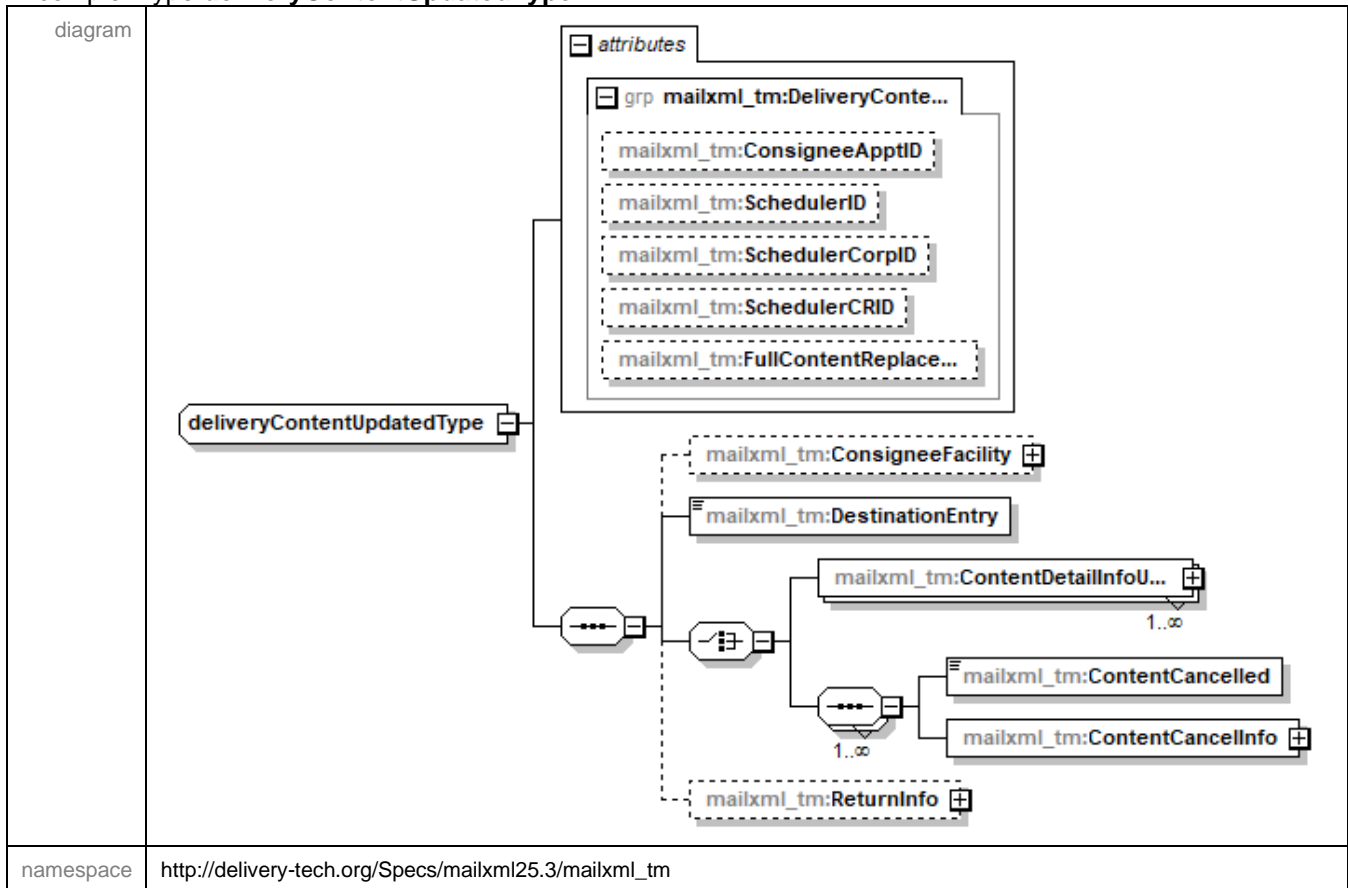 diagram
attributes
grp mailxml_tm:DeliveryConte...
mailxml_tm:ConsigneeApptID
mailxml_tm:SchedulerID
mailxml_tm:SchedulerCorpID
mailxml_tm:SchedulerCRID
mailxml_tm:FullContentReplace...
deliveryContentUpdatedType
mailxml_tm:ConsigneeFacility
mailxml_tm:DestinationEntry
mailxml_tm:ContentDetailInfoU...
1..∞
mailxml_tm:ContentCancelled
mailxml_tm:ContentCancelInfo
1..∞
mailxml_tm:ReturnInfo
namespace http://delivery-tech.org/Specs/mailxml25.3/mailxml_tm